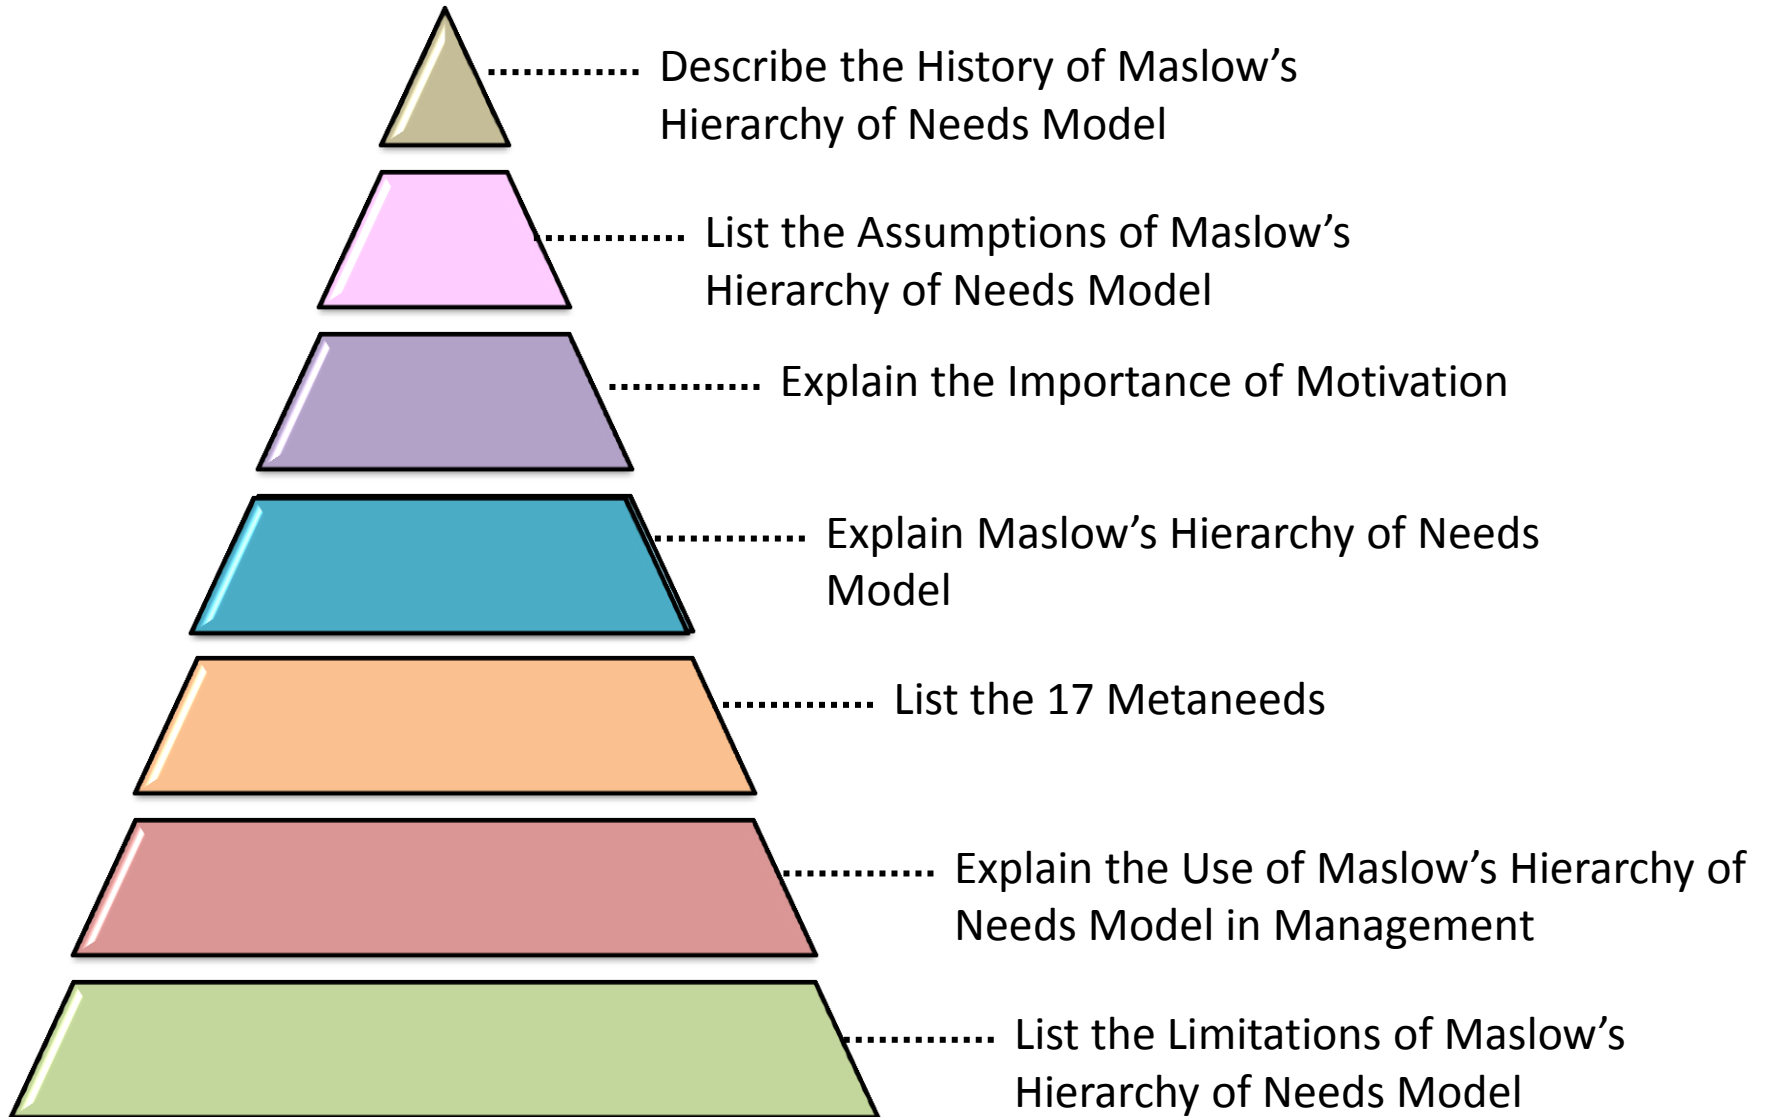 Describe the History of Maslow’s
Hierarchy of Needs Model
List the Assumptions of Maslow’s
Hierarchy of Needs Model
Explain the Importance of Motivation
Explain Maslow’s Hierarchy of Needs
Model
List the 17 Metaneeds
Explain the Use of Maslow’s Hierarchy of
Needs Model in Management
List the Limitations of Maslow’s
Hierarchy of Needs Model